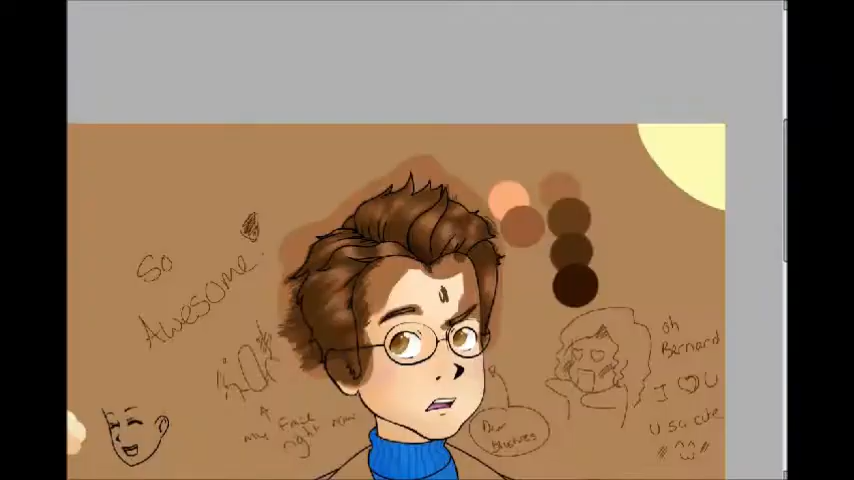 So
Awesome.
my Face
right now
oh
Bernard
I ♡ U
U so cute
"^^"
w